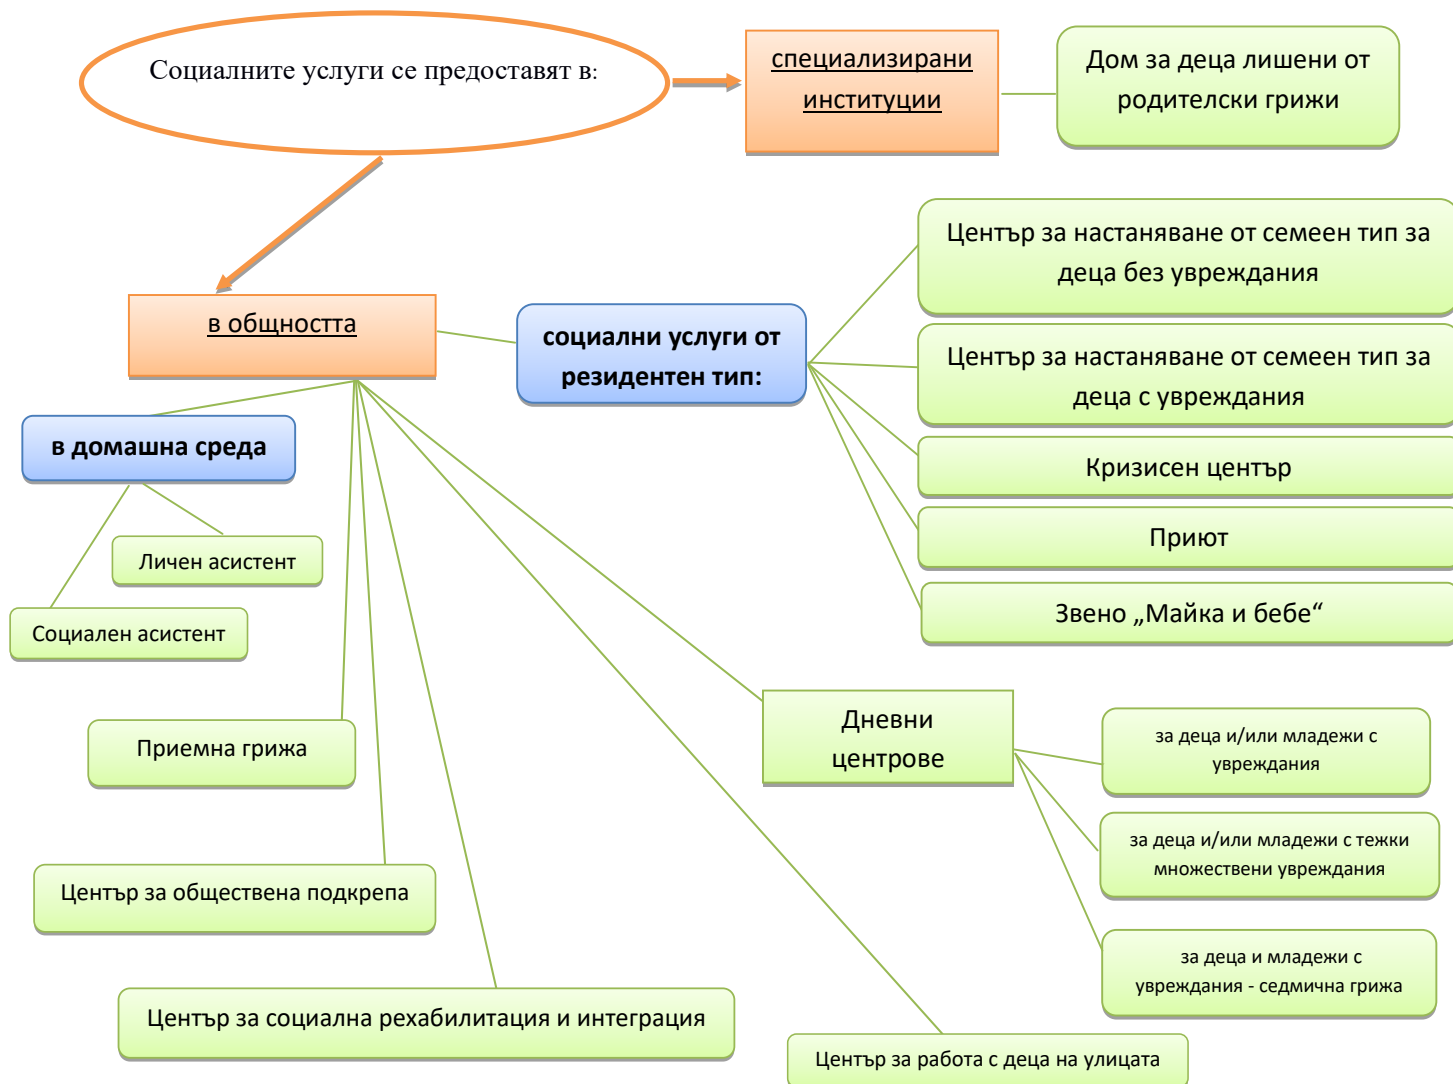 Социалните услуги се предоставят в:
специализирани
институции
Дом за деца лишени от
родителски грижи
Център за настаняване от семеен тип за
деца без увреждания
в общността
социални услуги от
резидентен тип:
Център за настаняване от семеен тип за
деца с увреждания
в домашна среда
Кризисен център
Приют
Личен асистент
Звено „Майка и бебе“
Социален асистент
Дневни
центрове
за деца и/или младежи с
увреждания
Приемна грижа
за деца и/или младежи с тежки
множествени увреждания
Център за обществена подкрепа
за деца и младежи с
увреждания - седмична грижа
Център за социална рехабилитация и интеграция
Център за работа с деца на улицата